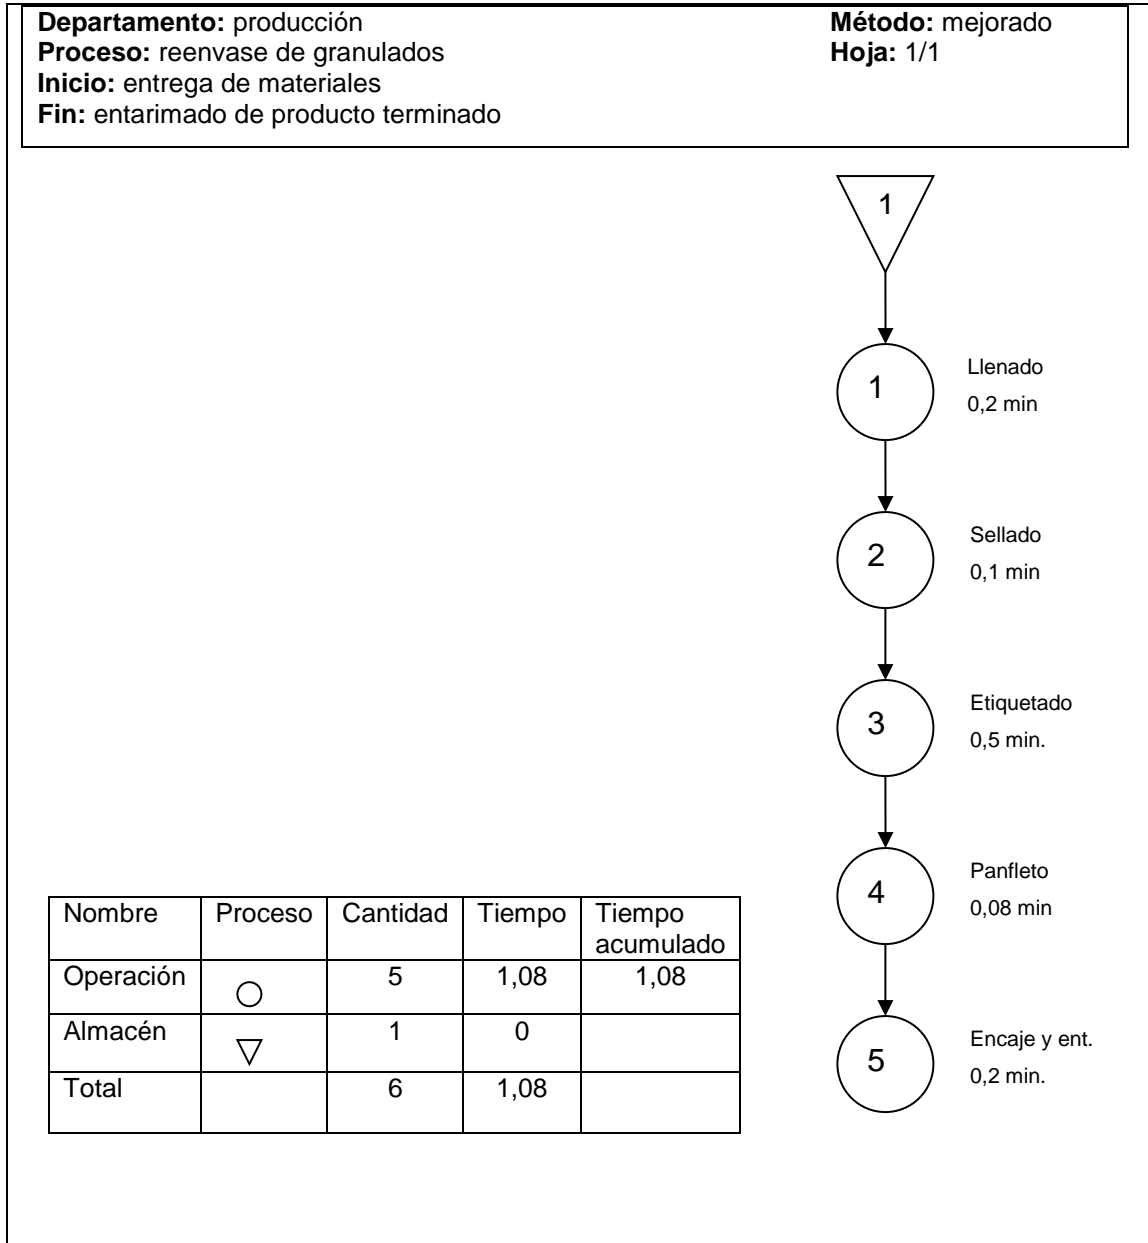 Departamento: producción
Método: mejorado
Proceso: reenvase de granulados
Hoja: 1/1
Inicio: entrega de materiales
Fin: entarimado de producto terminado
1
1
Llenado
0,2 min
2
Sellado
0,1 min
3
Etiquetado
0,5 min.
4
Panfleto
0,08 min
5
Encaje y ent.
0,2 min.
Nombre Proceso Cantidad Tiempo Tiempo acumulado
Operación 5 1,08 1,08
Almacén 1 0
Total 6 1,08